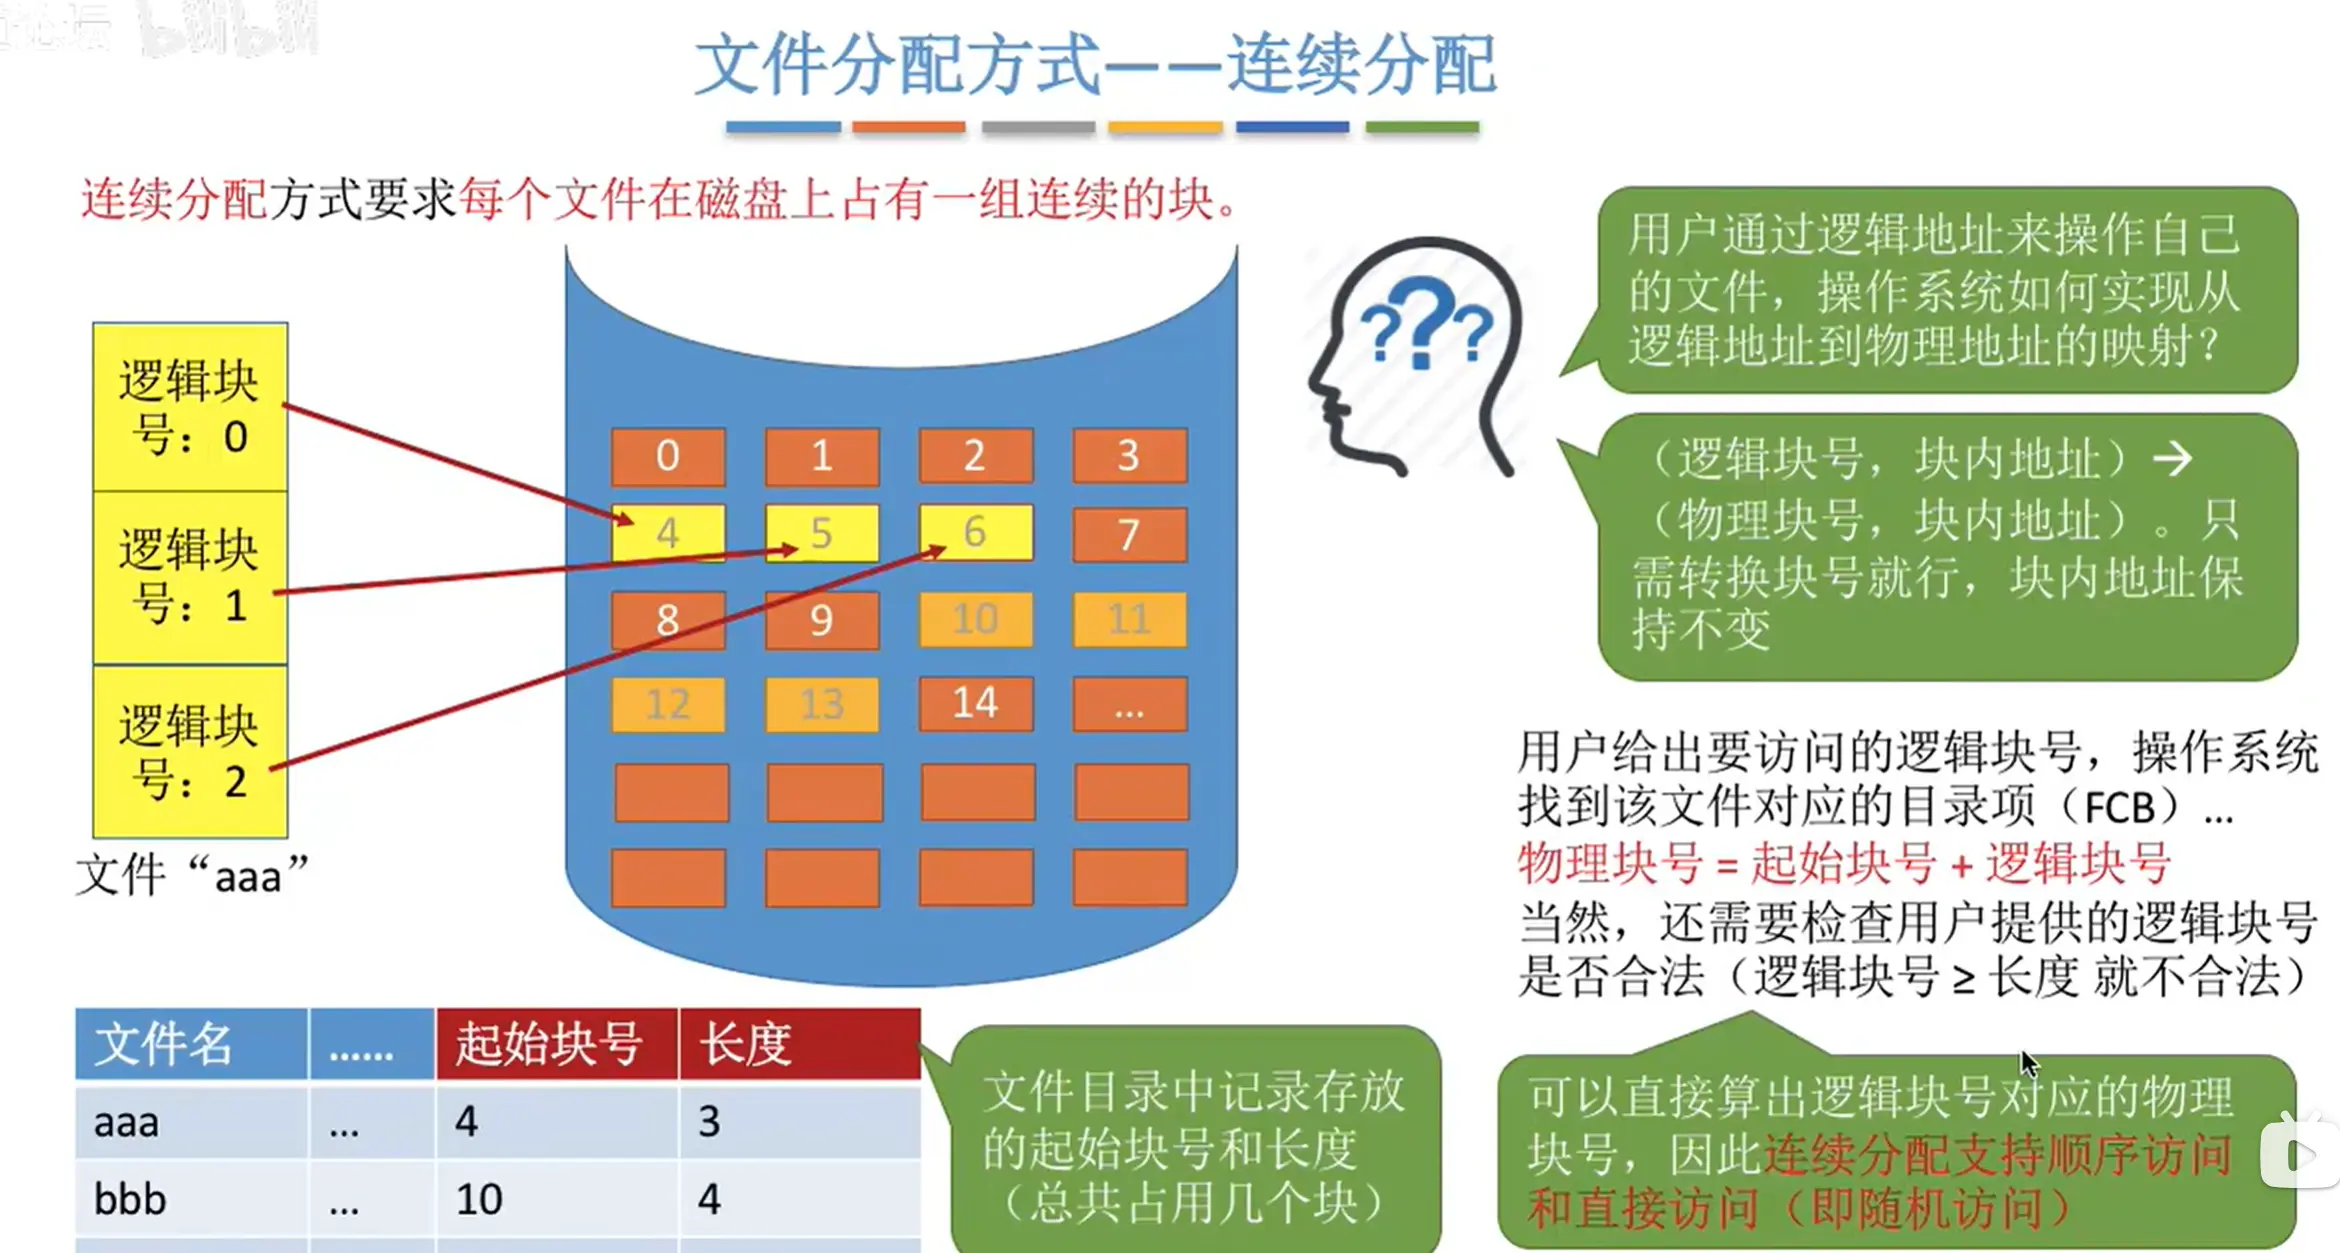 bilibili
文件分配方式——连续分配
连续分配方式要求每个文件在磁盘上占有一组连续的块。
用户通过逻辑地址来操作自己
的文件，操作系统如何实现从
逻辑地址到物理地址的映射？
逻辑块
号：0
逻辑块
号：1
逻辑块
号：2
文件“aaa”
0 1 2 3
4 5 6 7
8 9 10 11
12 13 14 ...
???
（逻辑块号，块内地址）→
（物理块号，块内地址）。只
需转换块号就行，块内地址保
持不变
用户给出要访问的逻辑块号，操作系统
找到该文件对应的目录项（FCB）...
物理块号 = 起始块号 + 逻辑块号
当然，还需要检查用户提供的逻辑块号
是否合法（逻辑块号 ≥ 长度 就不合法）
文件名 ...... 起始块号 长度
aaa ... 4 3
bbb ... 10 4
文件目录中记录存放
的起始块号和长度
（总共占用几个块）
可以直接算出逻辑块号对应的物理
块号，因此连续分配支持顺序访问
和直接访问（即随机访问）